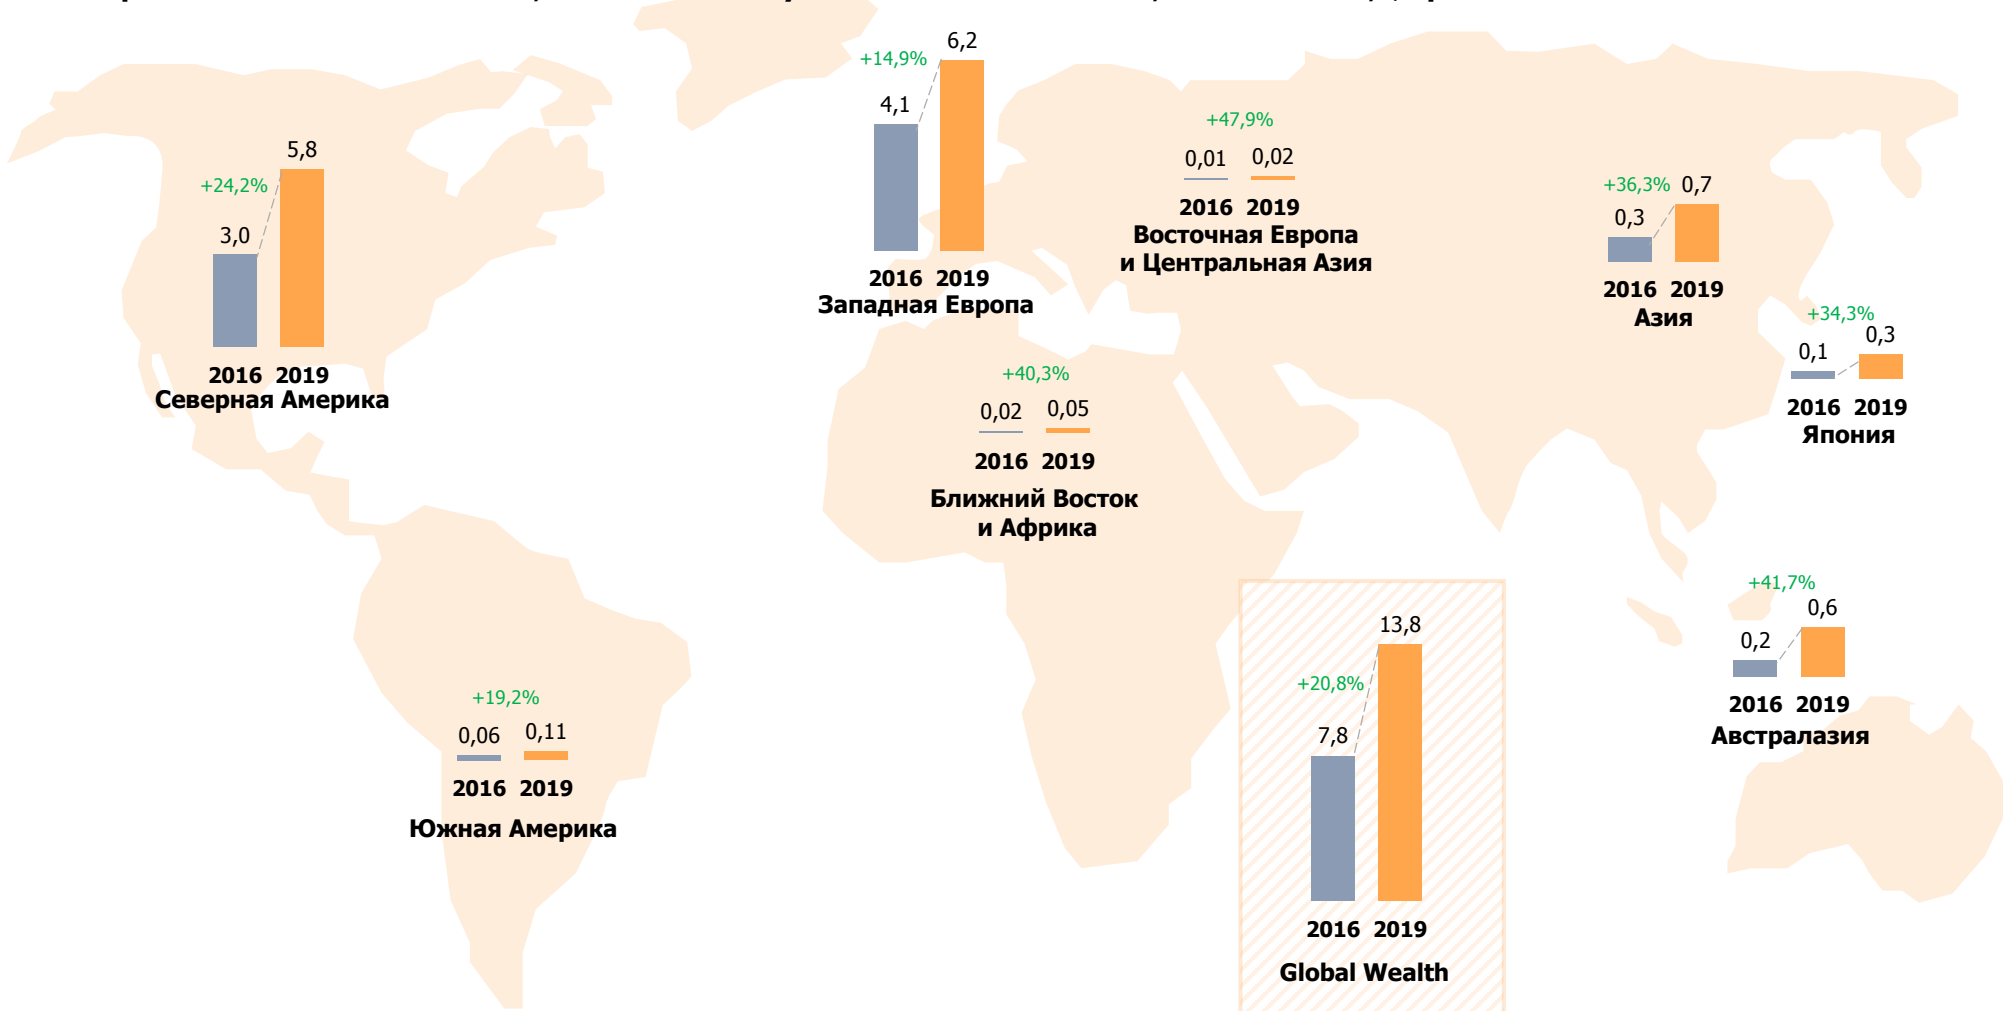 +24,2%
5,8
3,0
2016 2019
Северная Америка
+14,9%
6,2
4,1
2016 2019
Западная Европа
+47,9%
0,01 0,02
2016 2019
Восточная Европа
и Центральная Азия
+36,3% 0,7
0,3
2016 2019
Азия
+34,3%
0,3
0,1
2016 2019
Япония
+40,3%
0,02 0,05
2016 2019
Ближний Восток
и Африка
+41,7%
0,6
0,2
2016 2019
Австралазия
+19,2%
0,06 0,11
2016 2019
Южная Америка
13,8
+20,8%
7,8
2016 2019
Global Wealth